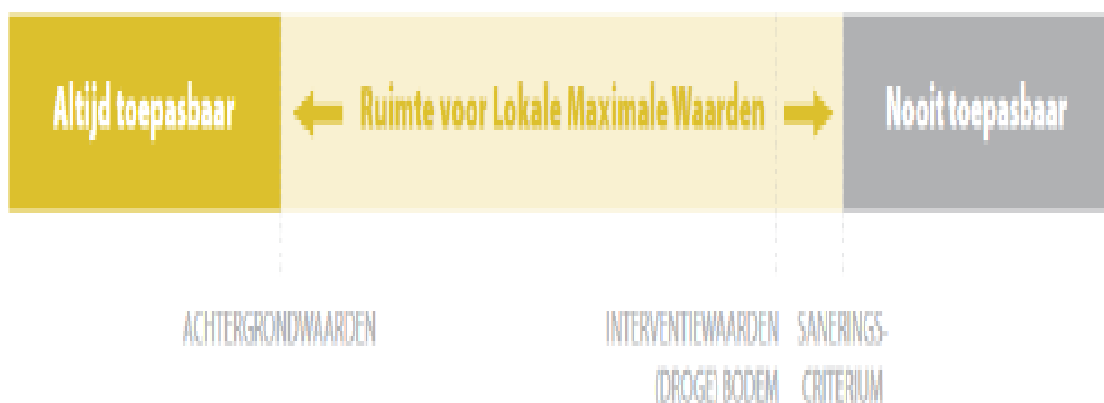 Altijd toepasbaar
Ruimte voor Lokale Maximale Waarden
Nooit toepasbaar
ACHTERGRONDWAARDEN
INTERVENTIEWAARDEN
(DROGE) BODEM
SANERINGS-
CRITERIUM